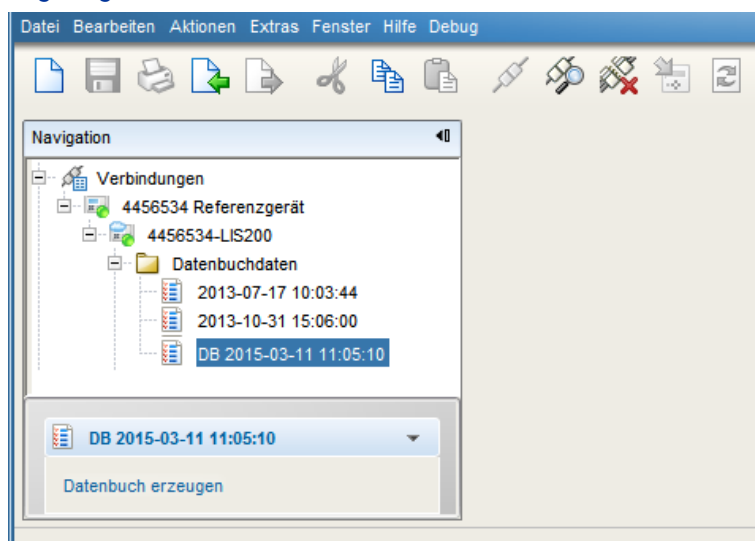 Datei Bearbeiten Aktionen Extras Fenster Hilfe Debug
Navigation
Verbindungen
4456534 Referenzgerät
4456534-LIS200
Datenbuchdaten
2013-07-17 10:03:44
2013-10-31 15:06:00
DB 2015-03-11 11:05:10
DB 2015-03-11 11:05:10
Datenbuch erzeugen